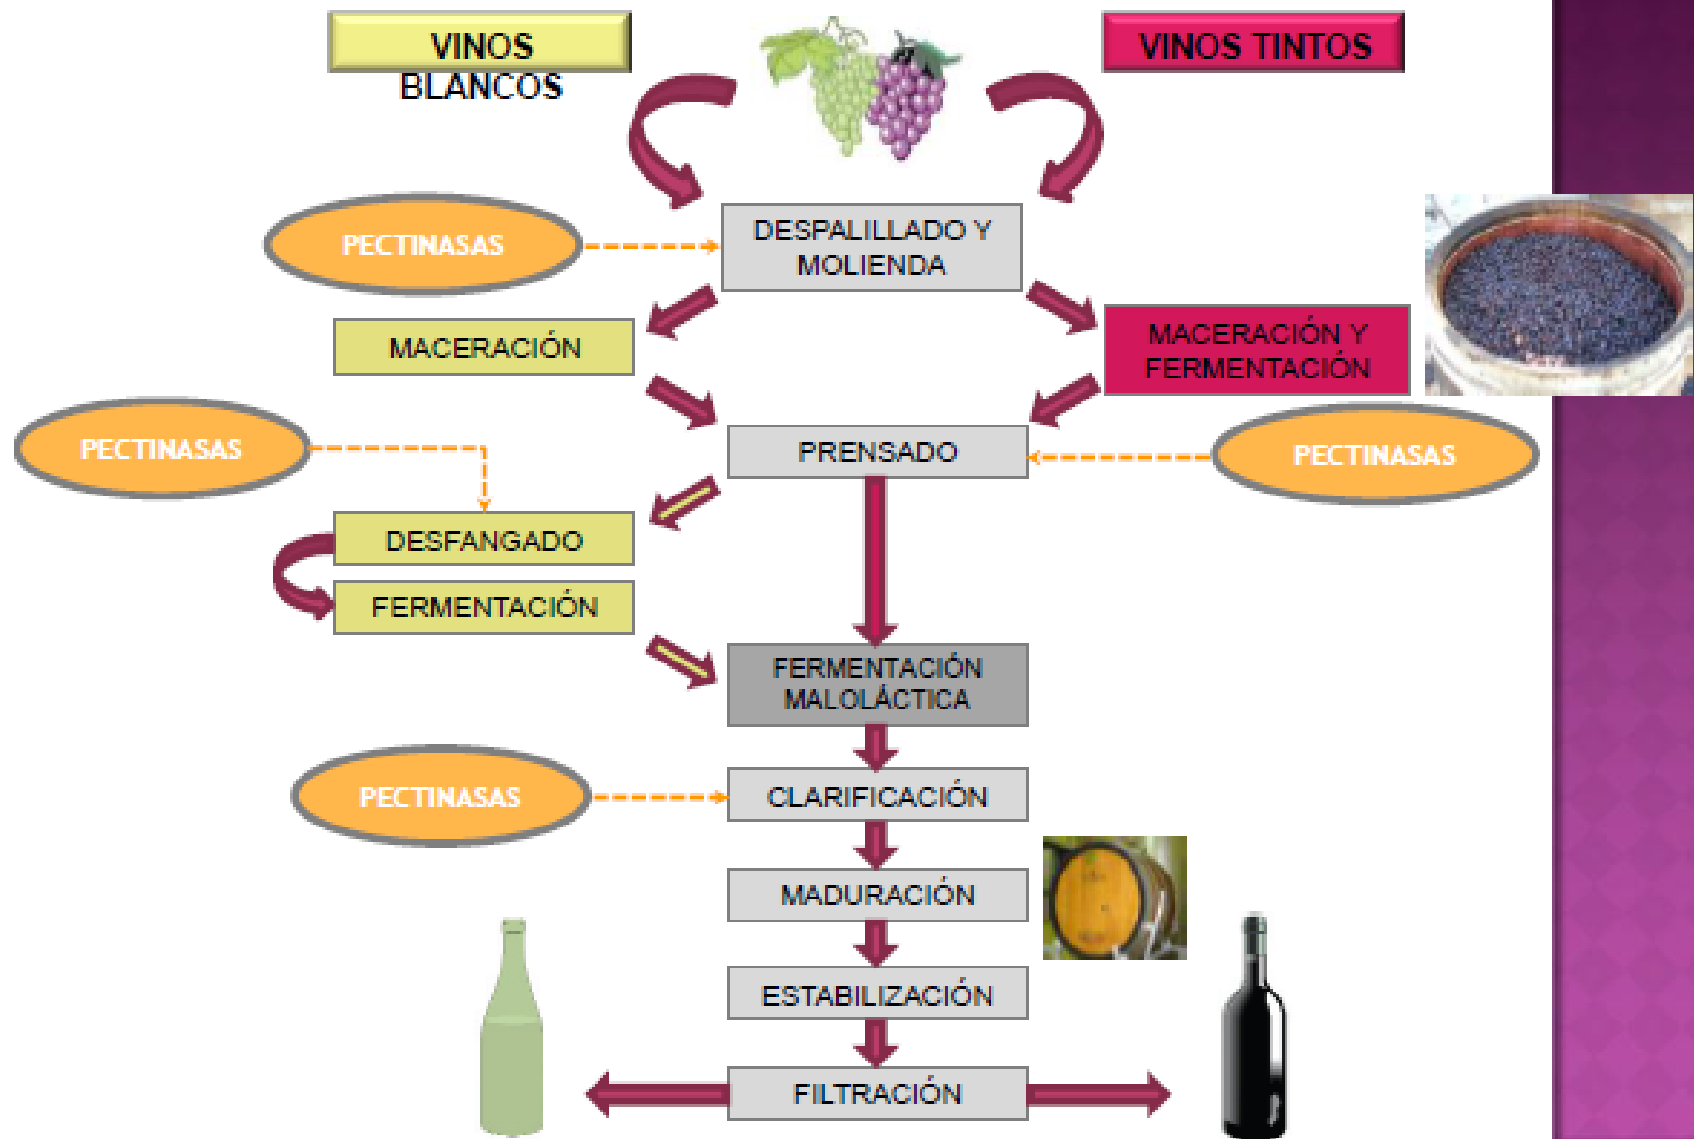 VINOS
BLANCOS
VINOS TINTOS
PECTINASAS
DESPALILLADO Y
MOLIENDA
MACERACIÓN
MACERACIÓN Y
FERMENTACIÓN
PECTINASAS
PRENSADO
PECTINASAS
DESFANGADO
FERMENTACIÓN
FERMENTACIÓN
MALOLÁCTICA
PECTINASAS
CLARIFICACIÓN
MADURACIÓN
ESTABILIZACIÓN
FILTRACIÓN